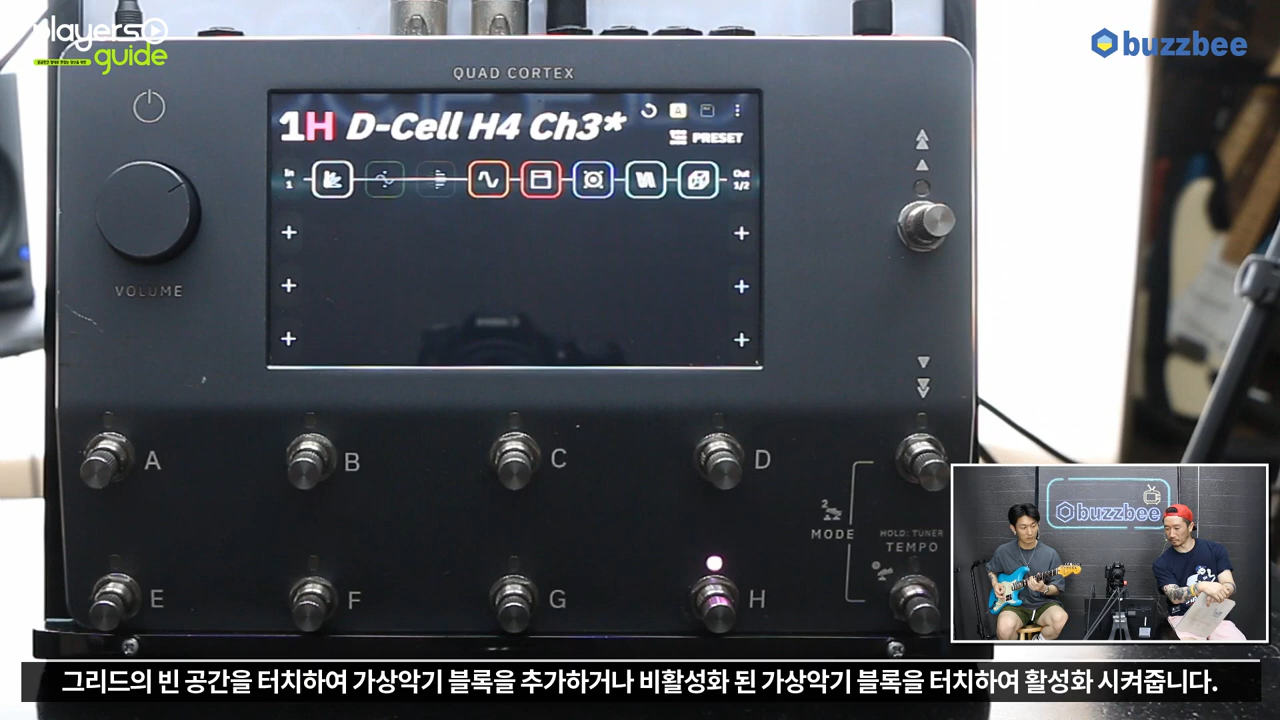 players
guide
buzzbee
QUAD CORTEX
1H D-Cell H4 Ch3*
A
PRESET
In
1
Out
1/2
VOLUME
A
B
C
D
2
MODE
HOLD: TUNER
TEMPO
E
F
G
H
buzzbee
그리드의 빈 공간을 터치하여 가상악기 블록을 추가하거나 비활성화 된 가상악기 블록을 터치하여 활성화 시켜줍니다.